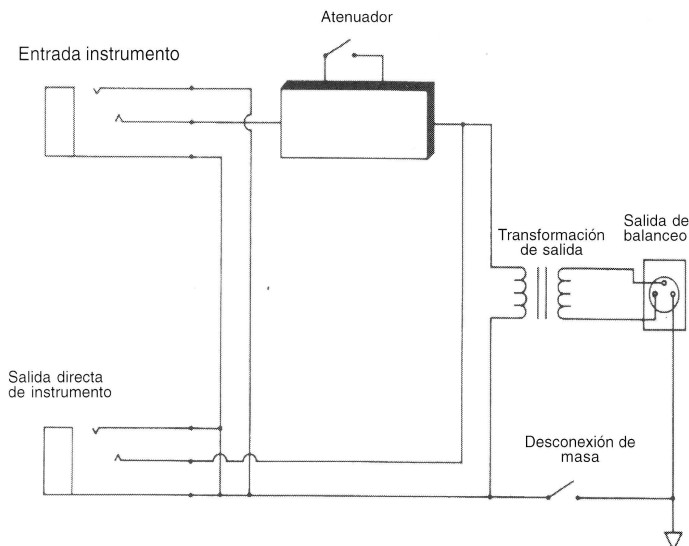 Atenuador
Entrada instrumento
Salida de
balanceo
Transformación
de salida
Salida directa
de instrumento
Desconexión de
masa